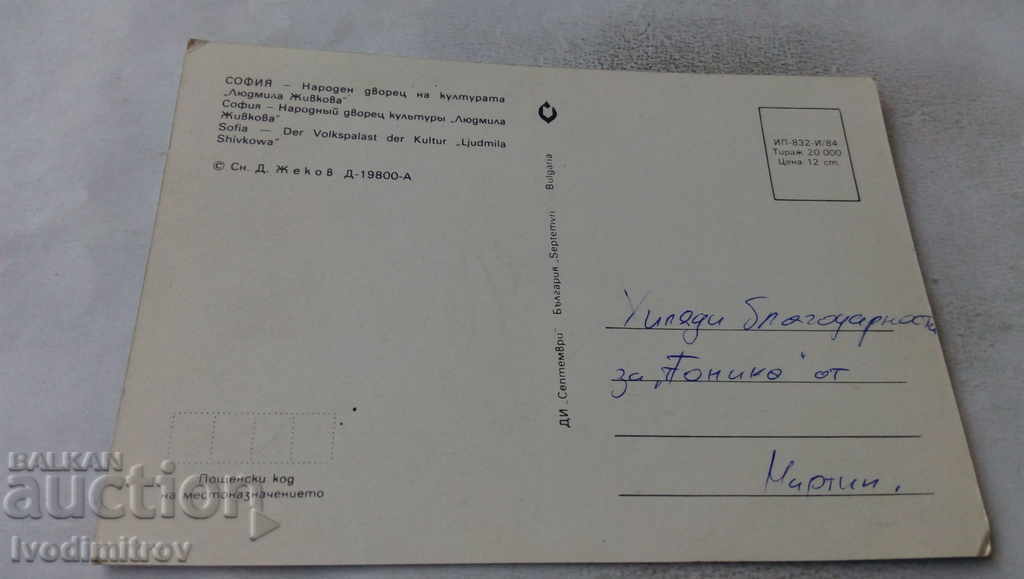 СОФИЯ – Народен дворец на културата
„Людмила Живкова"
София – Народный дворец культуры „Людмила
Живкова"
Sofia — Der Volkspalast der Kultur „Ljudmila
Shivkowa"
© Сн. Д. Жеков Д-19800-А
ДИ „Септември" България „Septemvri Bulgaria
ИП-832-И/84
Тираж 20 000
Цена 12 ст.
Хиляди благодарности
за „Тонико" от
Мартин.
Пощенски код
на местоназначението
BALKAN
auction
Ivodimitrov